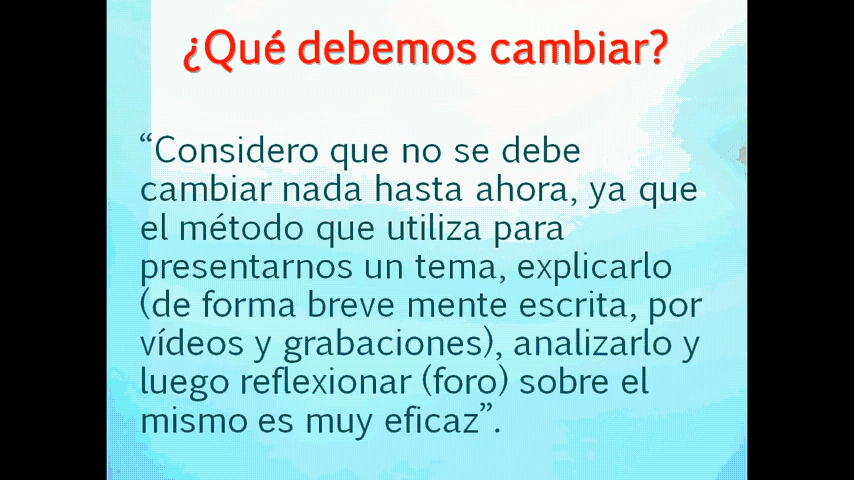 ¿Qué debemos cambiar?
“Considero que no se debe
cambiar nada hasta ahora, ya que
el método que utiliza para
presentarnos un tema, explicarlo
(de forma breve mente escrita, por
vídeos y grabaciones), analizarlo y
luego reflexionar (foro) sobre el
mismo es muy eficaz”.